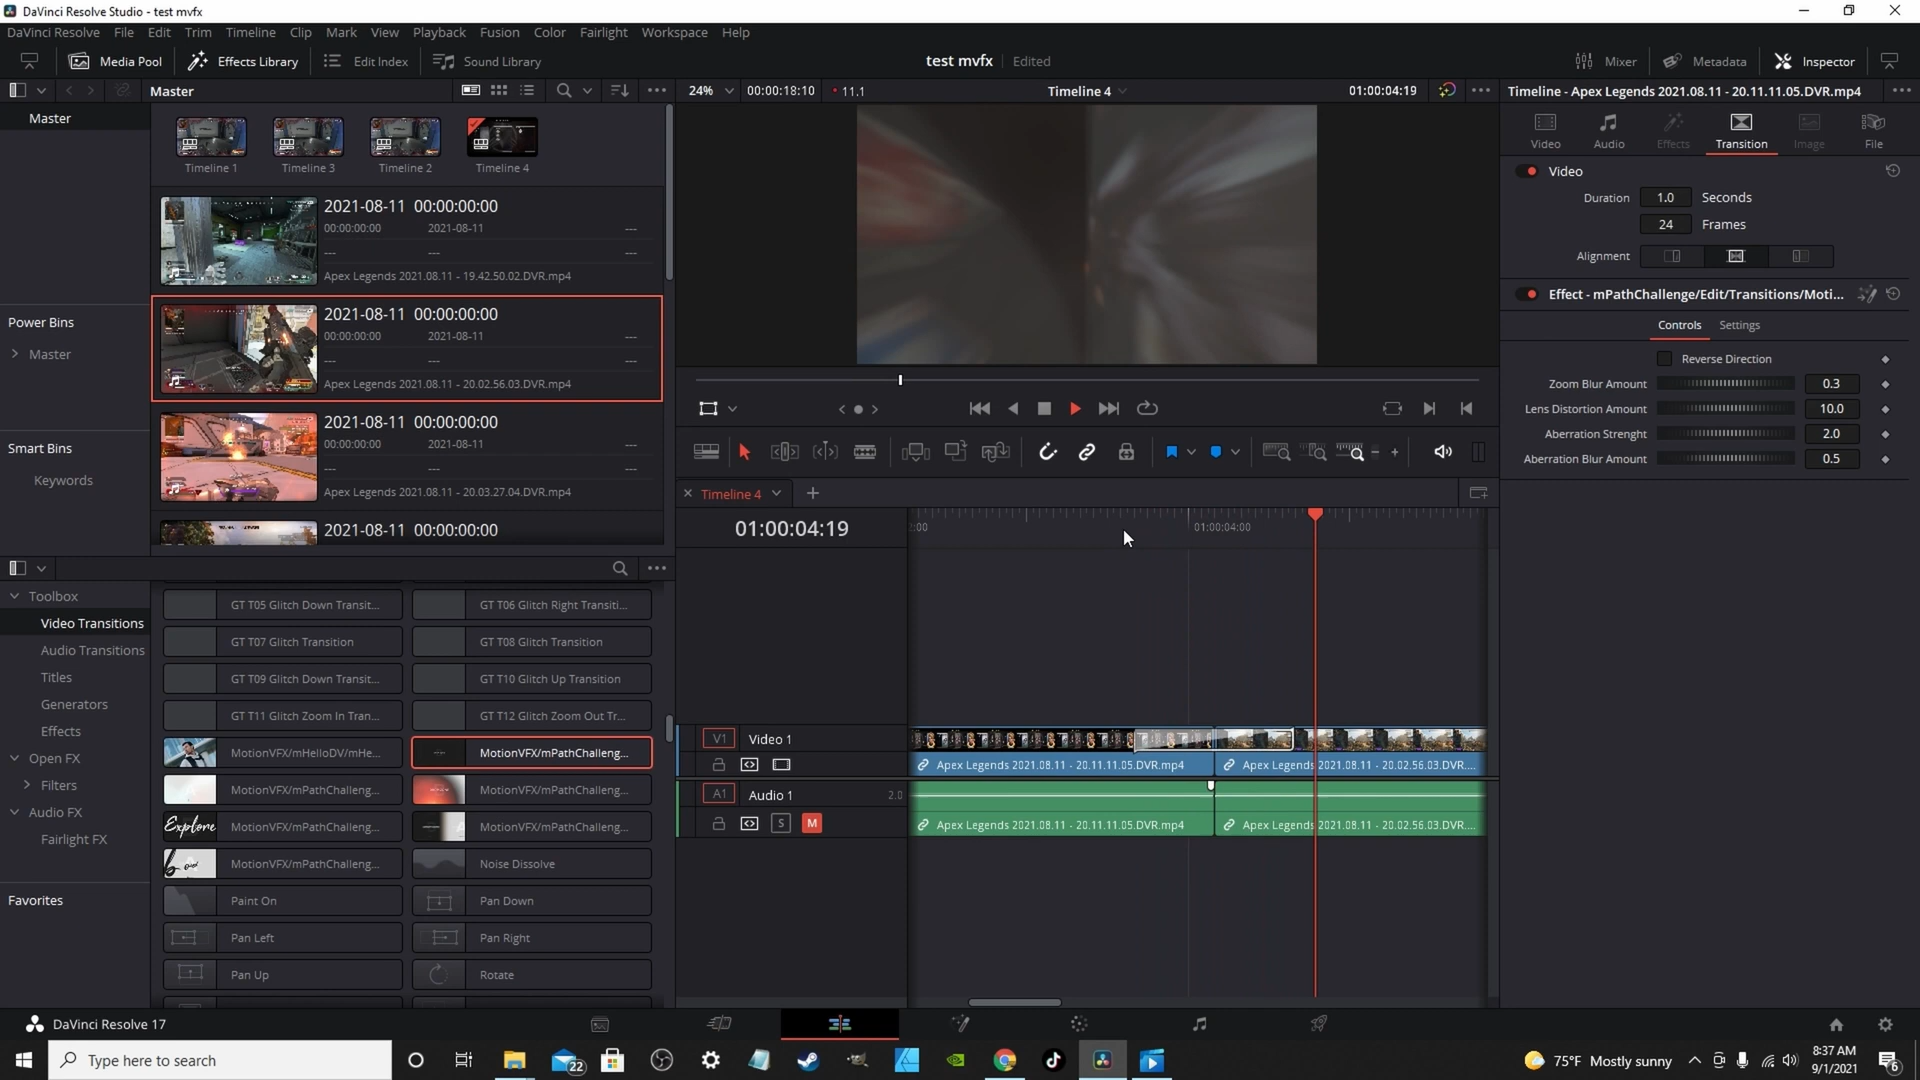 DaVinci Resolve Studio - test mvfx
DaVinci Resolve File Edit Trim Timeline Clip Mark View Playback Fusion Color Fairlight Workspace Help
Media Pool Effects Library Edit Index Sound Library test mvfx Edited Mixer Metadata Inspector
Master 24% 00:00:18:10 11.1 Timeline 4 01:00:04:19 Timeline - Apex Legends 2021.08.11 - 20.11.11.05.DVR.mp4
Master
Timeline 1 Timeline 3 Timeline 2 Timeline 4
2021-08-11 00:00:00:00
00:00:00:00 2021-08-11 ---
--- --- ---
Apex Legends 2021.08.11 - 19.42.50.02.DVR.mp4
2021-08-11 00:00:00:00
00:00:00:00 2021-08-11 ---
--- --- ---
Apex Legends 2021.08.11 - 20.02.56.03.DVR.mp4
2021-08-11 00:00:00:00
00:00:00:00 2021-08-11 ---
--- --- ---
Apex Legends 2021.08.11 - 20.03.27.04.DVR.mp4
2021-08-11 00:00:00:00
Power Bins
Master
Smart Bins
Keywords
Video Audio Effects Transition Image File
Video
Duration 1.0 Seconds
24 Frames
Alignment
Effect - mPathChallenge/Edit/Transitions/Moti...
Controls Settings
Reverse Direction
Zoom Blur Amount 0.3
Lens Distortion Amount 10.0
Aberration Strenght 2.0
Aberration Blur Amount 0.5
Timeline 4
01:00:04:19
:00 01:00:04:00
V1 Video 1
Apex Legends 2021.08.11 - 20.11.11.05.DVR.mp4 Apex Legends 2021.08.11 - 20.02.56.03.DVR....
A1 Audio 1 2.0
S M
Apex Legends 2021.08.11 - 20.11.11.05.DVR.mp4 Apex Legends 2021.08.11 - 20.02.56.03.DVR....
Toolbox
Video Transitions
Audio Transitions
Titles
Generators
Effects
Open FX
Filters
Audio FX
Fairlight FX
Favorites
GT T05 Glitch Down Transit... GT T06 Glitch Right Transiti...
GT T07 Glitch Transition GT T08 Glitch Transition
GT T09 Glitch Down Transit... GT T10 Glitch Up Transition
GT T11 Glitch Zoom In Tran... GT T12 Glitch Zoom Out Tr...
MotionVFX/mHelloDV/mHe... MotionVFX/mPathChalleng...
MotionVFX/mPathChalleng... MotionVFX/mPathChalleng...
Explore MotionVFX/mPathChalleng... MotionVFX/mPathChalleng...
MotionVFX/mPathChalleng... Noise Dissolve
Paint On Pan Down
Pan Left Pan Right
Pan Up Rotate
DaVinci Resolve 17
Type here to search 22 75°F Mostly sunny 8:37 AM
9/1/2021 6